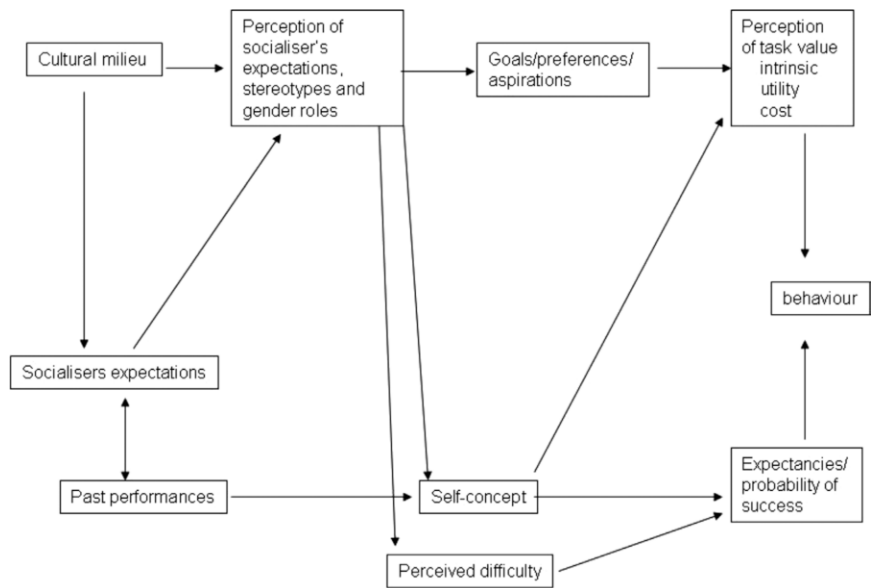 Cultural milieu
Perception of
socialiser's
expectations,
stereotypes and
gender roles
Goals/preferences/
aspirations
Perception
of task value
intrinsic
utility
cost
behaviour
Socialisers expectations
Past performances
Self-concept
Expectancies/
probability of
success
Perceived difficulty